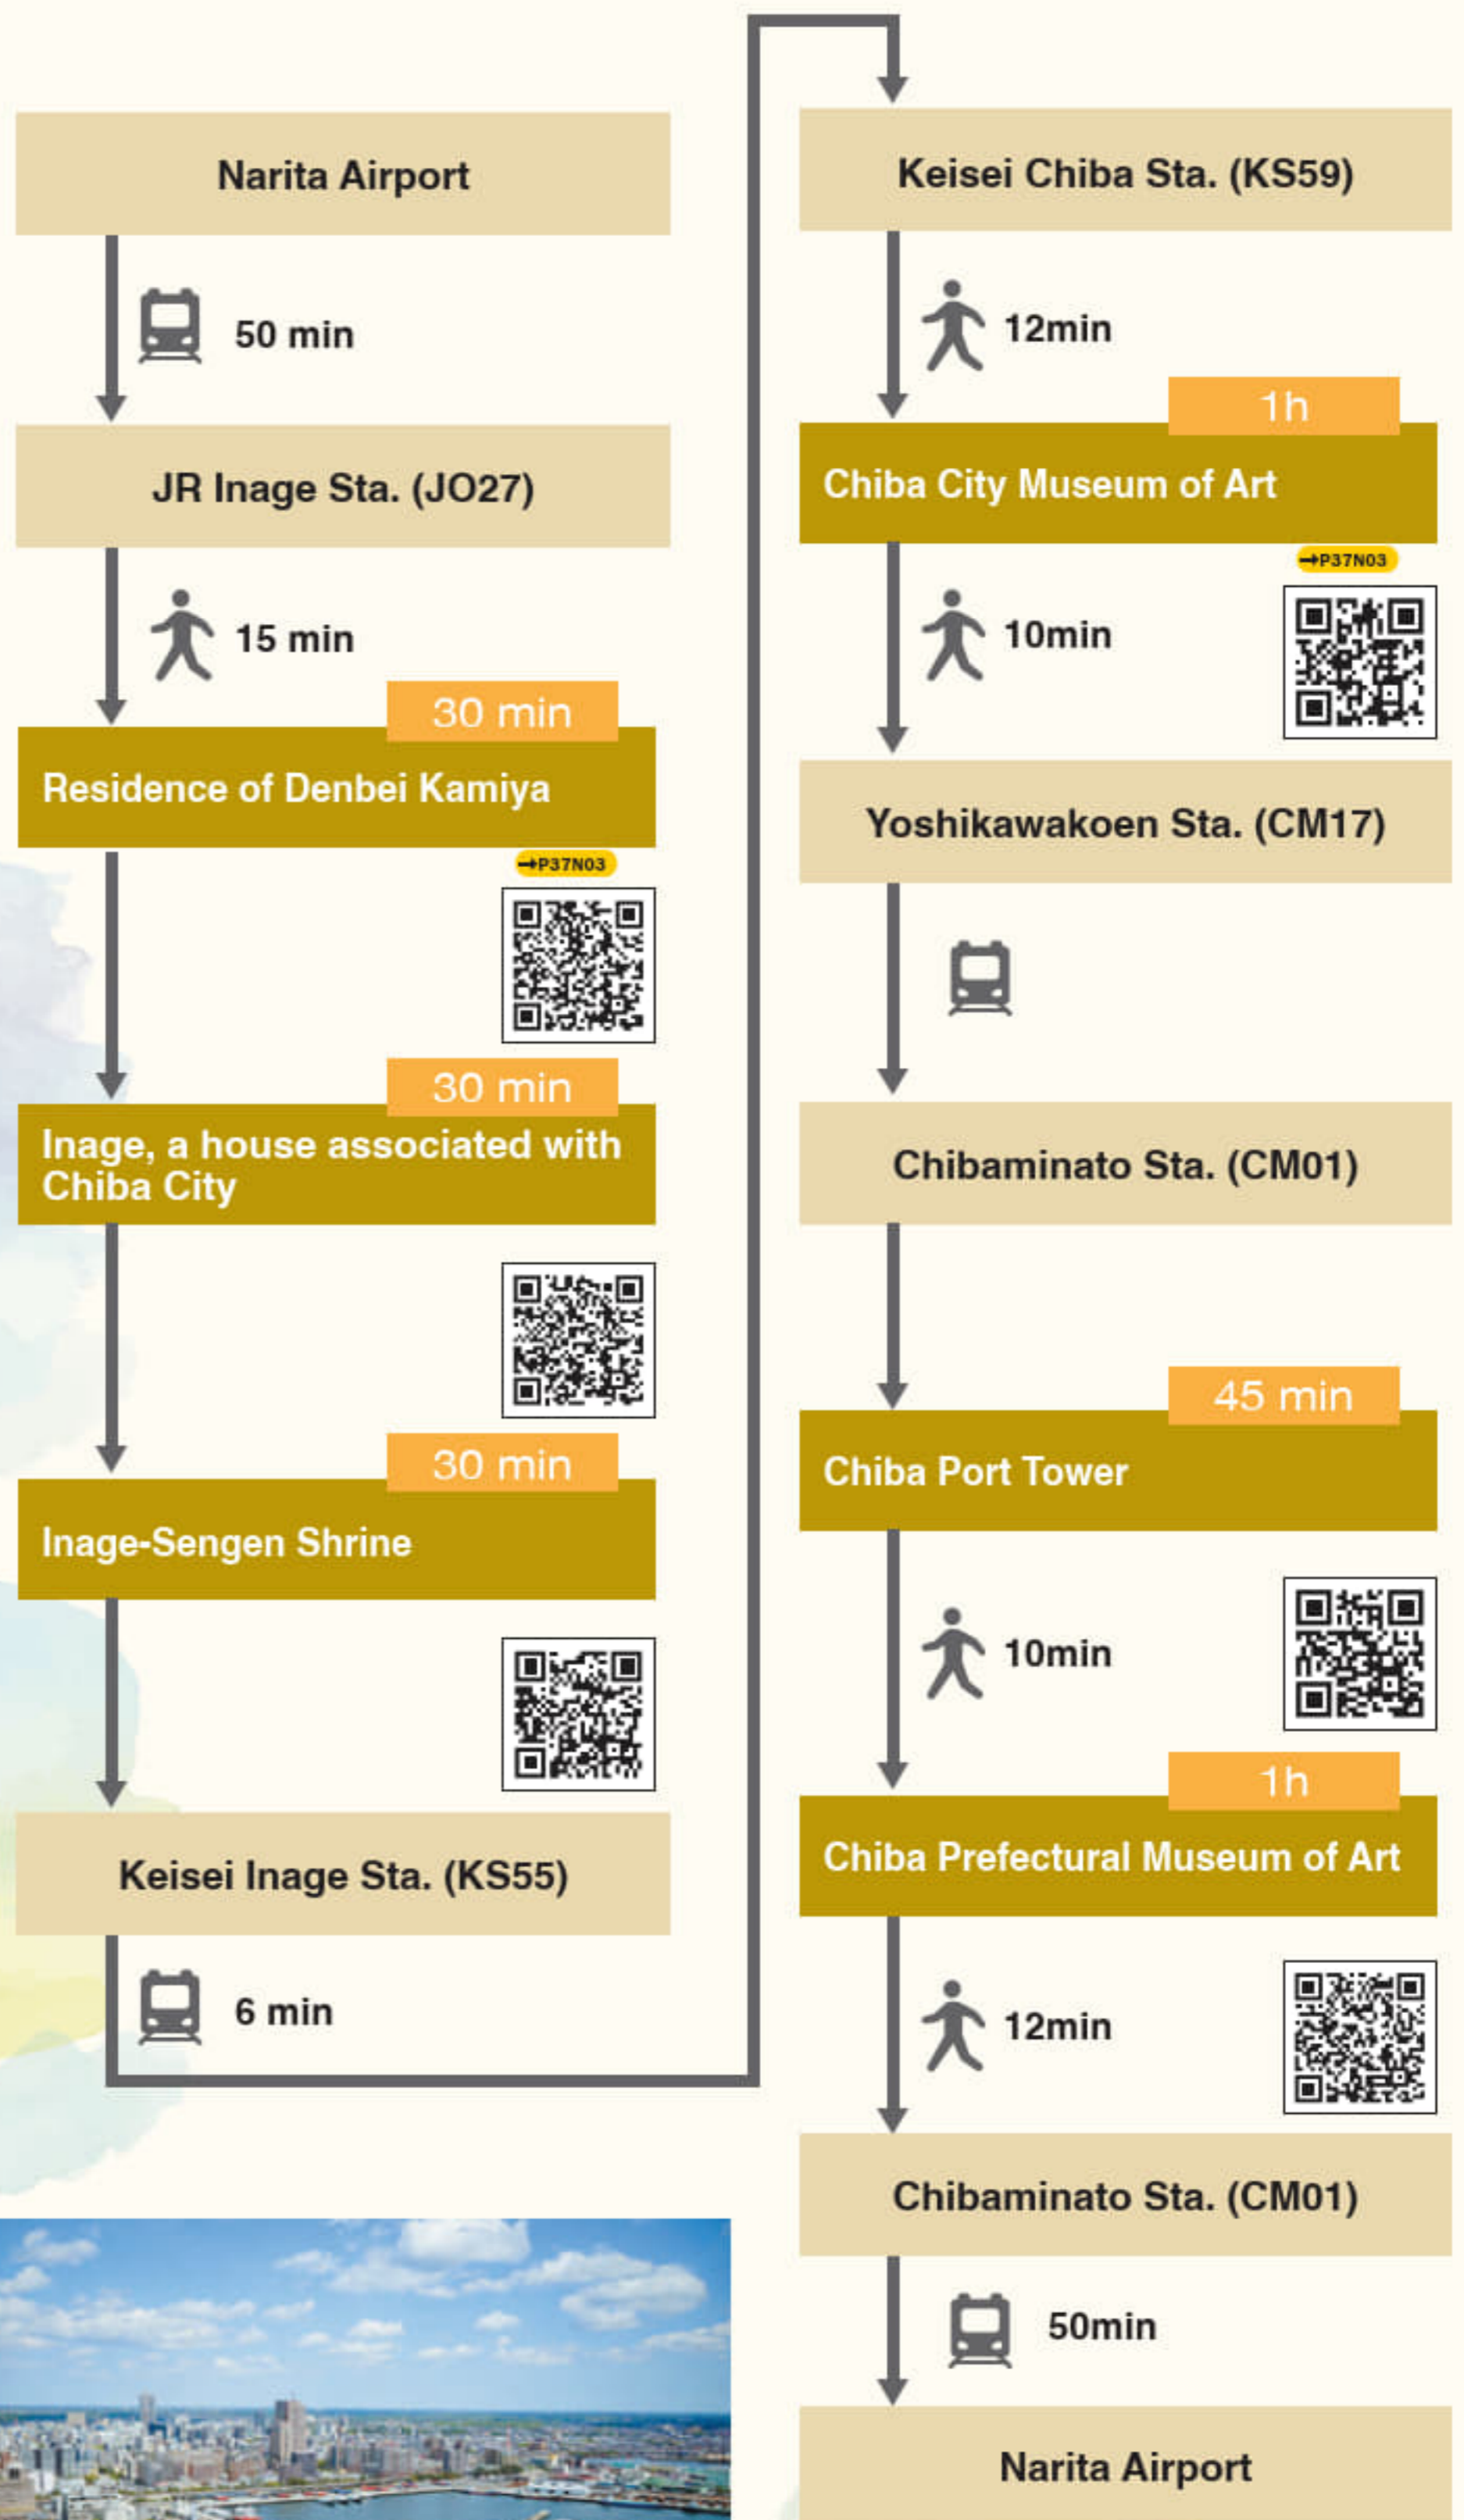 Narita Airport
50 min
JR Inage Sta. (JO27)
15 min
30 min
Residence of Denbei Kamiya
→P37N03
30 min
Inage, a house associated with
Chiba City
30 min
Inage-Sengen Shrine
Keisei Inage Sta. (KS55)
6 min
Keisei Chiba Sta. (KS59)
12min
1h
Chiba City Museum of Art
→P37N03
10min
Yoshikawakoen Sta. (CM17)
Chibaminato Sta. (CM01)
45 min
Chiba Port Tower
10min
1h
Chiba Prefectural Museum of Art
12min
Chibaminato Sta. (CM01)
50min
Narita Airport